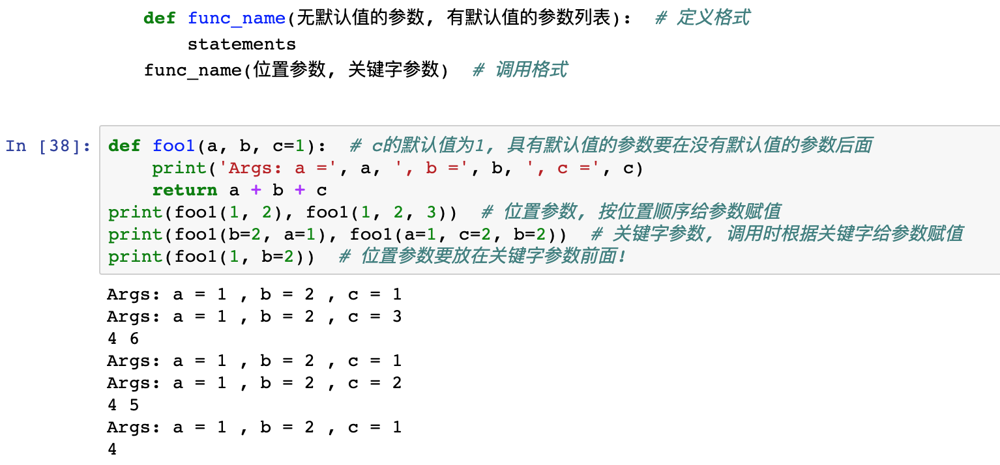 def func_name(无默认值的参数, 有默认值的参数列表):  # 定义格式
    statements
func_name(位置参数, 关键字参数)  # 调用格式
In [38]: def foo1(a, b, c=1):  # c的默认值为1, 具有默认值的参数要在没有默认值的参数后面
    print('Args: a =', a, ', b =', b, ', c =', c)
    return a + b + c
print(foo1(1, 2), foo1(1, 2, 3))  # 位置参数, 按位置顺序给参数赋值
print(foo1(b=2, a=1), foo1(a=1, c=2, b=2))  # 关键字参数, 调用时根据关键字给参数赋值
print(foo1(1, b=2))  # 位置参数要放在关键字参数前面!
Args: a = 1 , b = 2 , c = 1
Args: a = 1 , b = 2 , c = 3
4 6
Args: a = 1 , b = 2 , c = 1
Args: a = 1 , b = 2 , c = 2
4 5
Args: a = 1 , b = 2 , c = 1
4